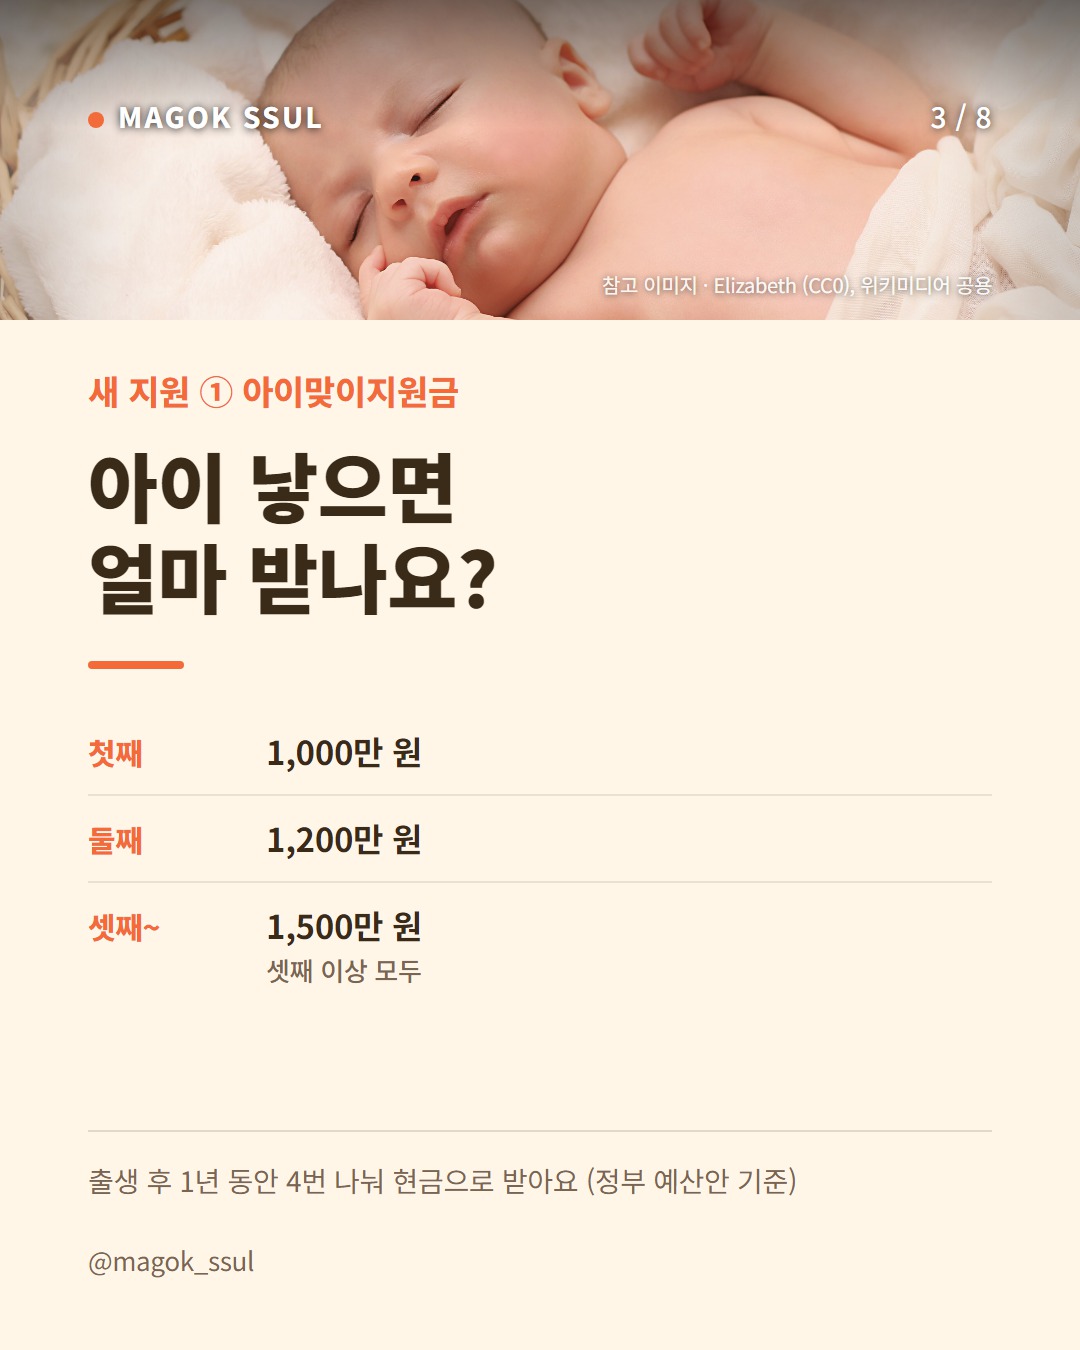 MAGOK SSUL
3 / 8
참고 이미지 · Elizabeth (CC0), 위키미디어 공용
새 지원 ① 아이맞이지원금
아이 낳으면
얼마 받나요?
첫째 1,000만 원
둘째 1,200만 원
셋째~ 1,500만 원
셋째 이상 모두
출생 후 1년 동안 4번 나눠 현금으로 받아요 (정부 예산안 기준)
@magok_ssul